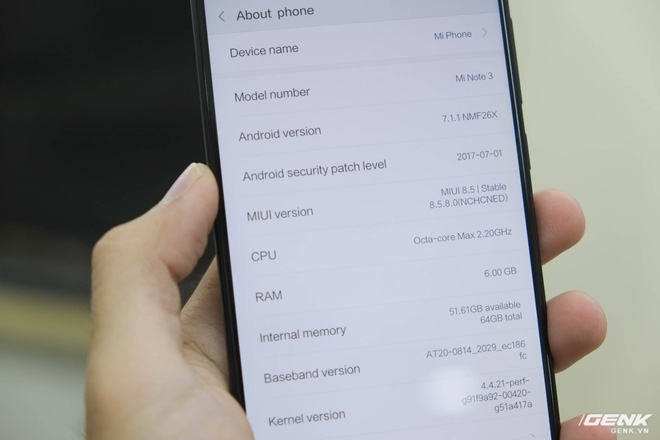 < About phone
Device name Mi Phone >
Model number Mi Note 3
Android version 7.1.1 NMF26X
Android security patch level 2017-07-01
MIUI version MIUI 8.5 | Stable
8.5.8.0(NCHCNED)
CPU Octa-core Max 2.20GHz
RAM 6.00 GB
Internal memory 51.61GB available
64GB total
Baseband version AT20-0814_2029_ec186
fc
Kernel version 4.4.21-perf-
g91f9a92-00420-
g51a417a
GENK
GENK.VN